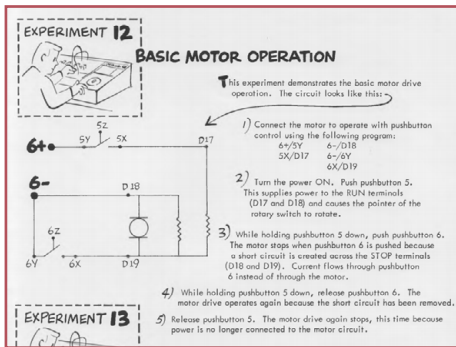 EXPERIMENT 12
BASIC MOTOR OPERATION
This experiment demonstrates the basic motor drive
operation. The circuit looks like this:
5Z
6+
5Y
5X
D17
6-
D18
6Z
6Y
6X
D19
1) Connect the motor to operate with pushbutton
control using the following program:
6+/5Y 6-/D18
5X/D17 6-/6Y
6X/D19
2) Turn the power ON. Push pushbutton 5.
This supplies power to the RUN terminals
(D17 and D18) and causes the pointer of the
rotary switch to rotate.
3) While holding pushbutton 5 down, push pushbutton 6.
The motor stops when pushbutton 6 is pushed because
a short circuit is created across the STOP terminals
(D18 and D19). Current flows through pushbutton
6 instead of through the motor.
4) While holding pushbutton 5 down, release pushbutton 6. The
motor drive operates again because the short circuit has been removed.
5) Release pushbutton 5. The motor drive again stops, this time because
power is no longer connected to the motor circuit.
EXPERIMENT 13